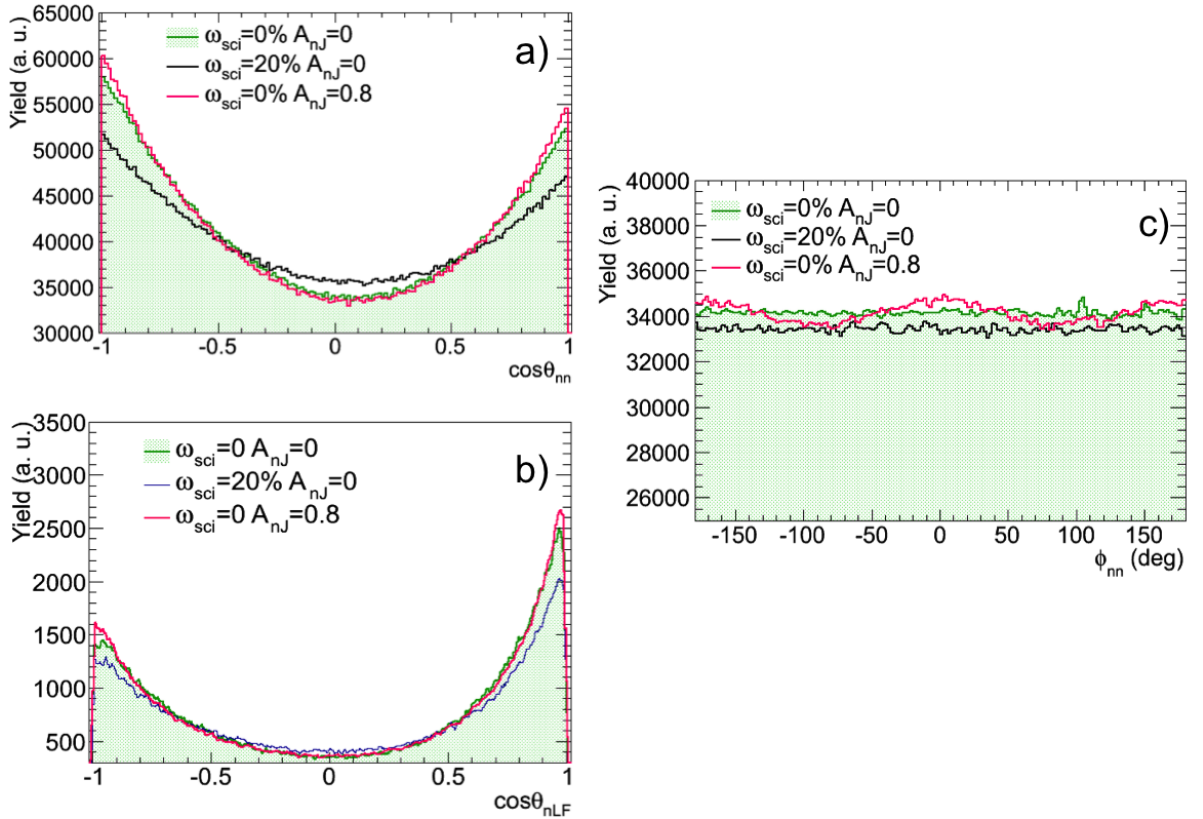 a)
Yield (a. u.)
65000
60000
55000
50000
45000
40000
35000
30000
ω_sci=0% A_nJ=0
ω_sci=20% A_nJ=0
ω_sci=0% A_nJ=0.8
-1 -0.5 0 0.5 1
cosθ_nn
b)
Yield (a. u.)
3500
3000
2500
2000
1500
1000
500
ω_sci=0 A_nJ=0
ω_sci=20% A_nJ=0
ω_sci=0 A_nJ=0.8
-1 -0.5 0 0.5 1
cosθ_nLF
c)
Yield (a. u.)
40000
38000
36000
34000
32000
30000
28000
26000
ω_sci=0% A_nJ=0
ω_sci=20% A_nJ=0
ω_sci=0% A_nJ=0.8
-150 -100 -50 0 50 100 150
ϕ_nn (deg)